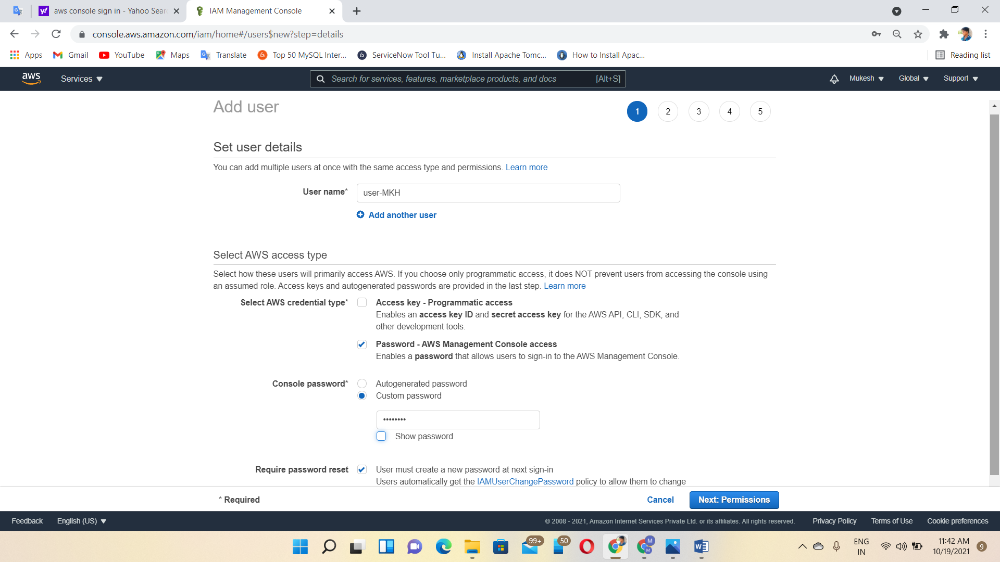 aws console sign in - Yahoo Sear
IAM Management Console
console.aws.amazon.com/iam/home#/users$new?step=details
Apps
Gmail
YouTube
Maps
Translate
Top 50 MySQL Inter...
ServiceNow Tool Tu...
Install Apache Tomc...
How to Install Apac...
Reading list
aws
Services
Search for services, features, marketplace products, and docs
[Alt+S]
Mukesh
Global
Support
Add user
1
2
3
4
5
Set user details
You can add multiple users at once with the same access type and permissions. Learn more
User name*
user-MKH
Add another user
Select AWS access type
Select how these users will primarily access AWS. If you choose only programmatic access, it does NOT prevent users from accessing the console using
an assumed role. Access keys and autogenerated passwords are provided in the last step. Learn more
Select AWS credential type*
Access key - Programmatic access
Enables an access key ID and secret access key for the AWS API, CLI, SDK, and
other development tools.
Password - AWS Management Console access
Enables a password that allows users to sign-in to the AWS Management Console.
Console password*
Autogenerated password
Custom password
••••••••
Show password
Require password reset
User must create a new password at next sign-in
Users automatically get the IAMUserChangePassword policy to allow them to change
* Required
Cancel
Next: Permissions
Feedback
English (US)
© 2008 - 2021, Amazon Internet Services Private Ltd. or its affiliates. All rights reserved.
Privacy Policy
Terms of Use
Cookie preferences
99+
50
M
M
ENG
IN
11:42 AM
10/19/2021
9